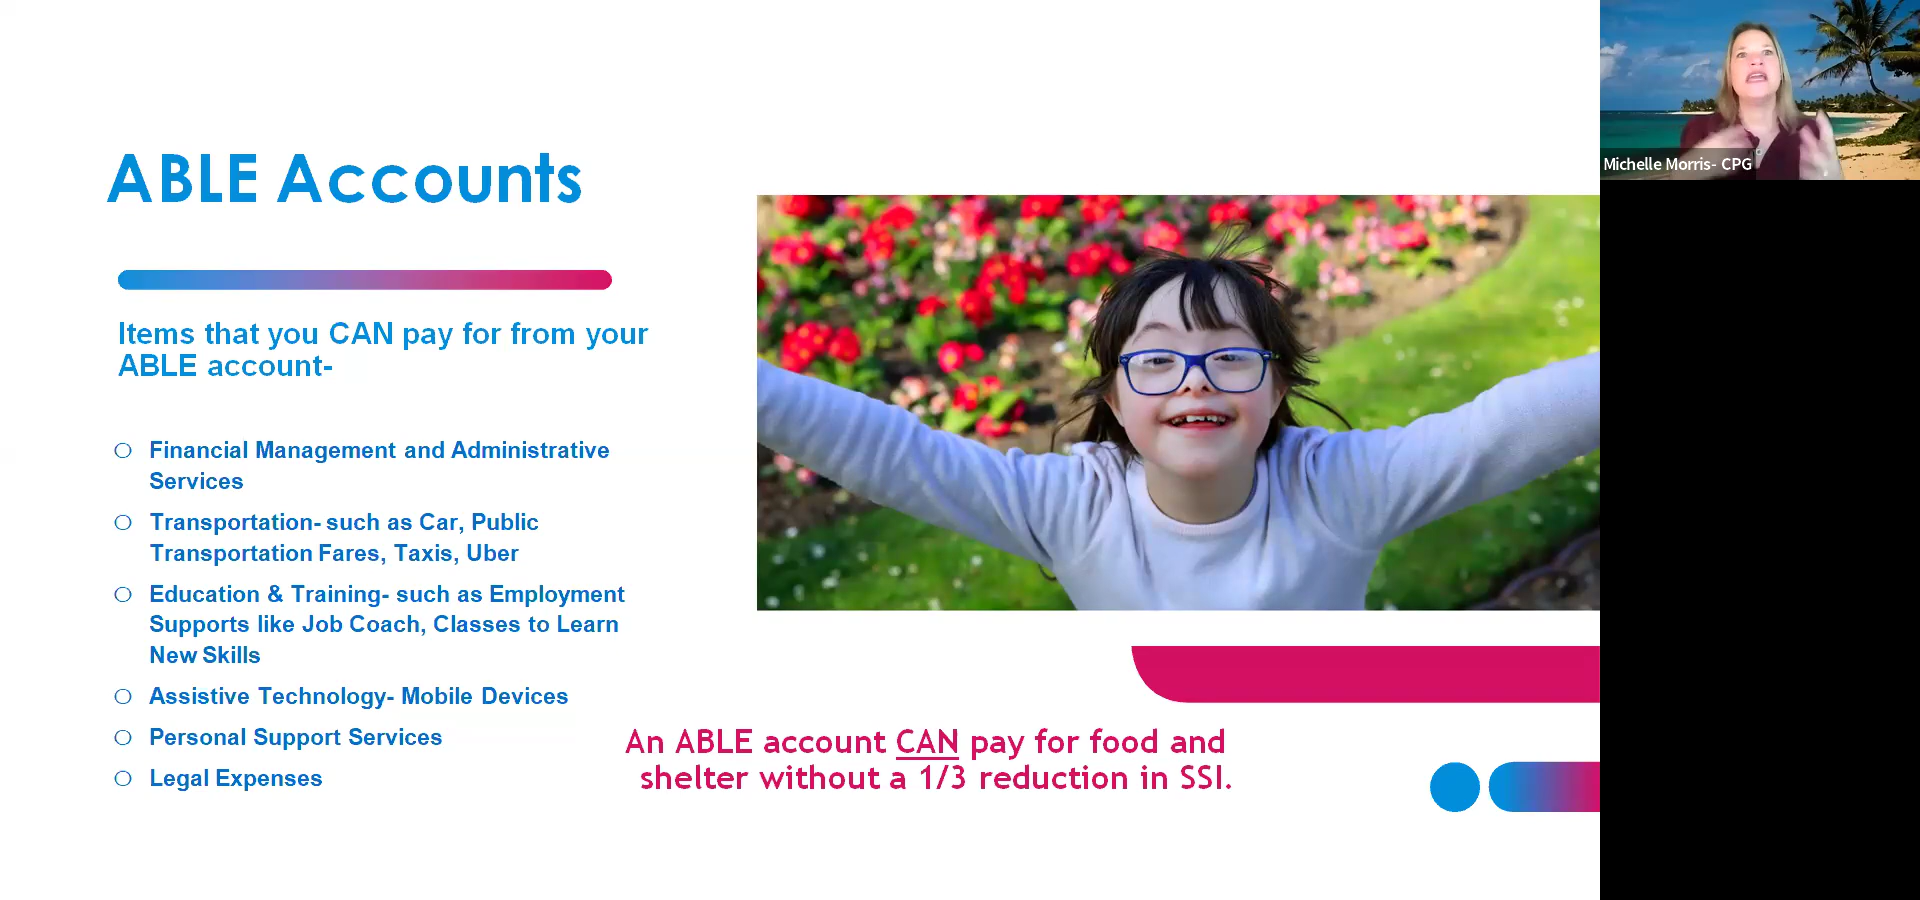 ABLE Accounts
Items that you CAN pay for from your
ABLE account-
Financial Management and Administrative
Services
Transportation- such as Car, Public
Transportation Fares, Taxis, Uber
Education & Training- such as Employment
Supports like Job Coach, Classes to Learn
New Skills
Assistive Technology- Mobile Devices
Personal Support Services
Legal Expenses
An ABLE account CAN pay for food and
shelter without a 1/3 reduction in SSI.
Michelle Morris- CPG